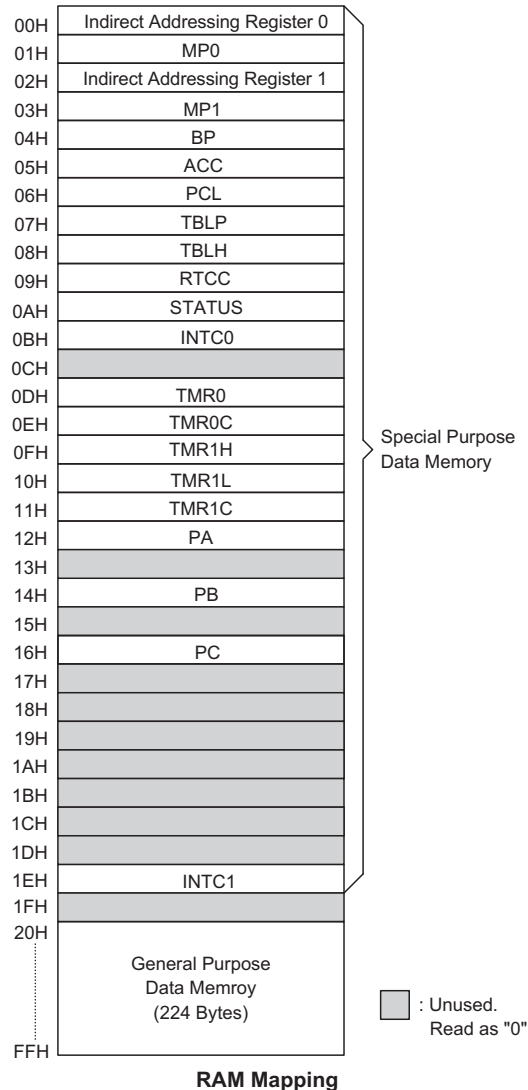 00H Indirect Addressing Register 0
01H MP0
02H Indirect Addressing Register 1
03H MP1
04H BP
05H ACC
06H PCL
07H TBLP
08H TBLH
09H RTCC
0AH STATUS
0BH INTC0
0CH
0DH TMR0
0EH TMR0C
0FH TMR1H
10H TMR1L
11H TMR1C
12H PA
13H
14H PB
15H
16H PC
17H
18H
19H
1AH
1BH
1CH
1DH
1EH INTC1
1FH
20H
FFH
Special Purpose
Data Memory
General Purpose
Data Memroy
(224 Bytes)
: Unused.
Read as "0"
RAM Mapping